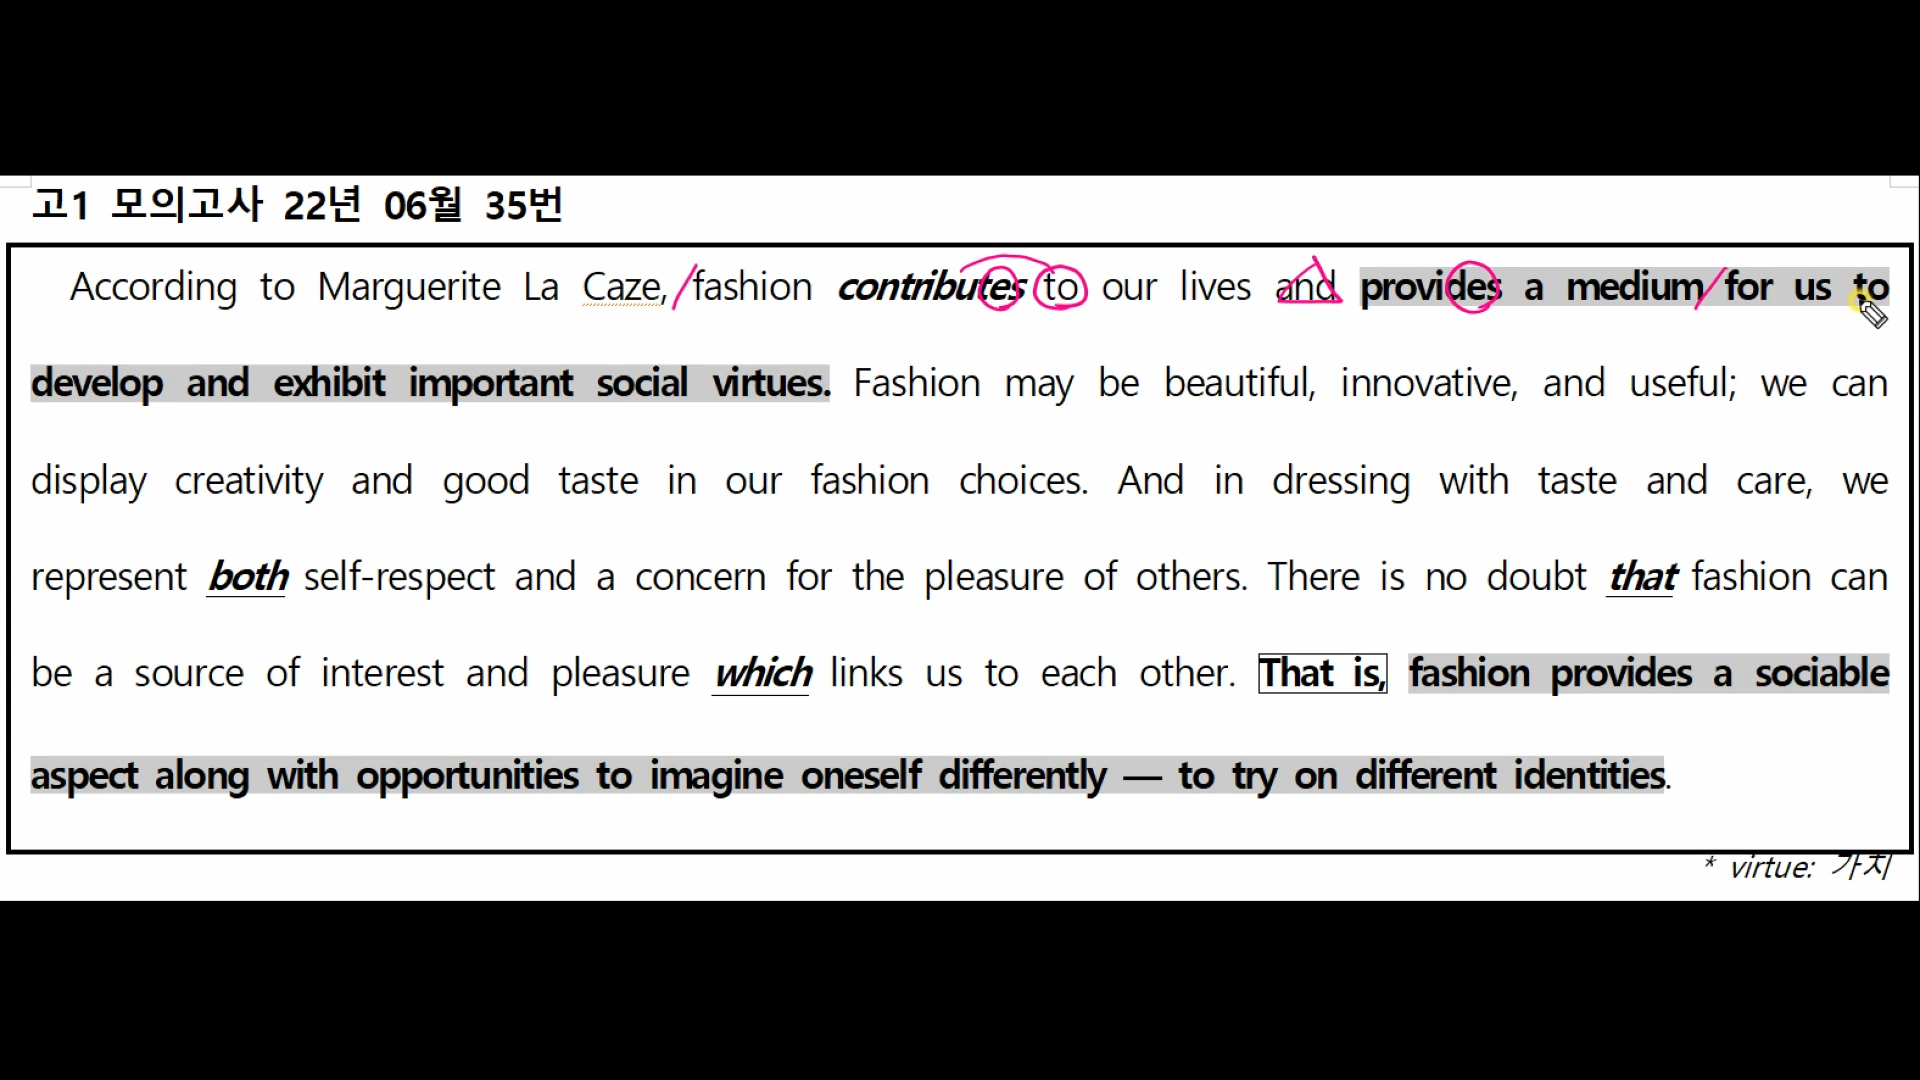 고1 모의고사 22년 06월 35번
According to Marguerite La Caze, fashion contributes to our lives and provides a medium for us to
develop and exhibit important social virtues. Fashion may be beautiful, innovative, and useful; we can
display creativity and good taste in our fashion choices. And in dressing with taste and care, we
represent both self-respect and a concern for the pleasure of others. There is no doubt that fashion can
be a source of interest and pleasure which links us to each other. That is, fashion provides a sociable
aspect along with opportunities to imagine oneself differently — to try on different identities.
* virtue: 가치